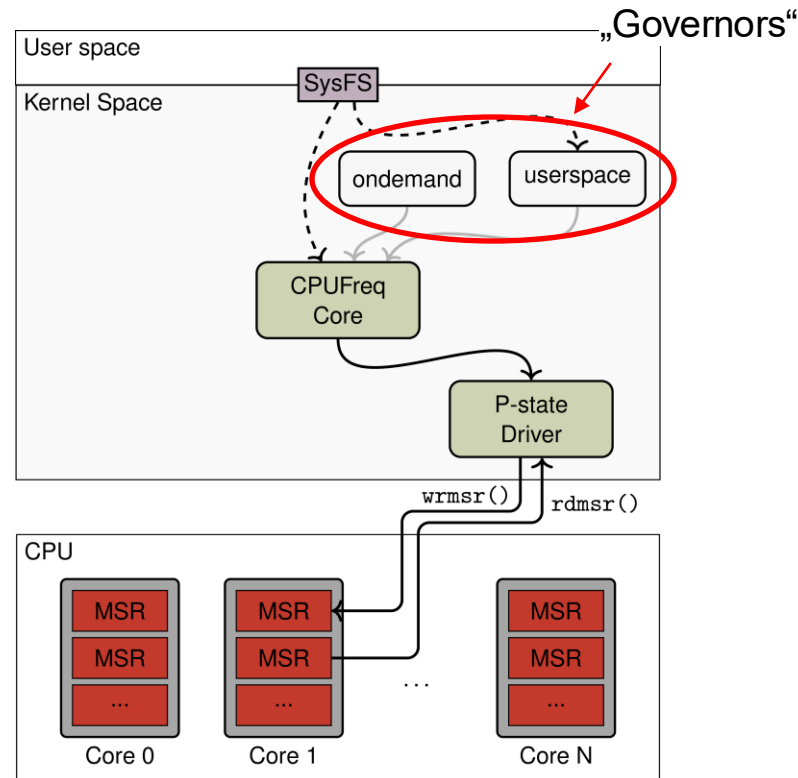 „Governors“
User space
SysFS
Kernel Space
ondemand
userspace
CPUFreq
Core
P-state
Driver
wrmsr()
rdmsr()
CPU
MSR
MSR
MSR
MSR
MSR
MSR
...
...
...
...
Core 0
Core 1
Core N